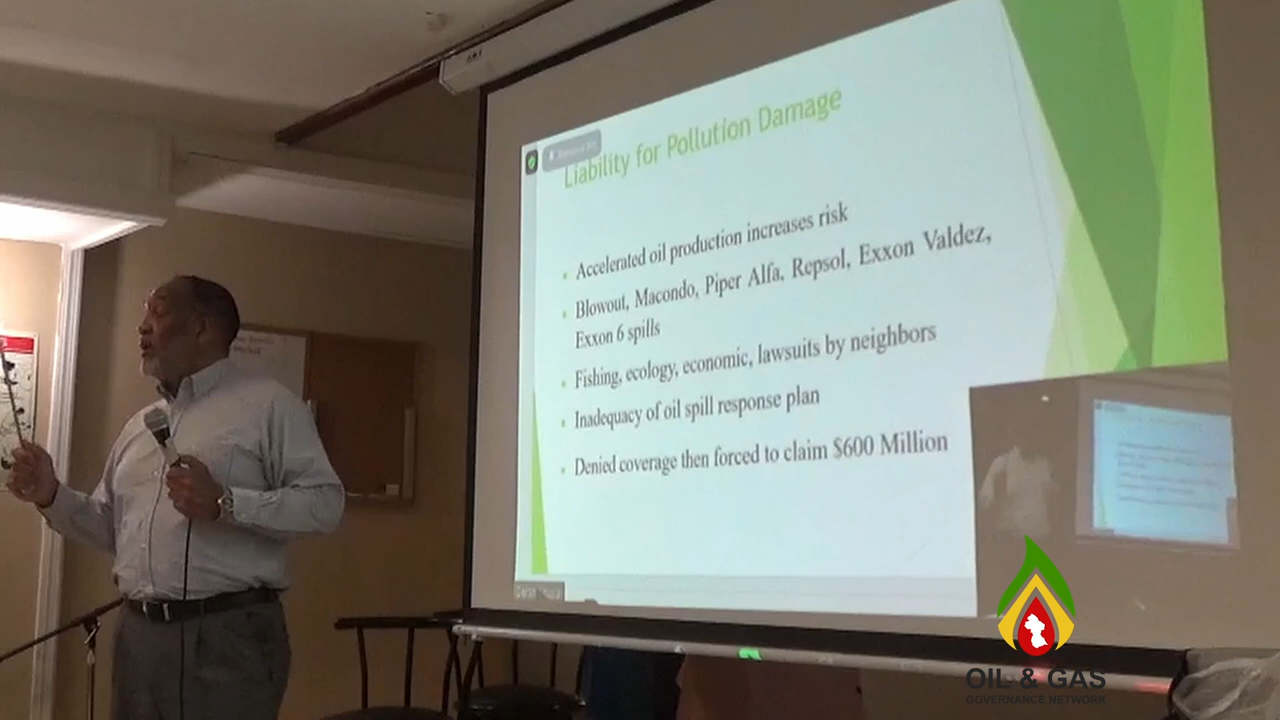 Liability for Pollution Damage
Accelerated oil production increases risk
Blowout, Macondo, Piper Alfa, Repsol, Exxon Valdez,
Exxon 6 spills
Fishing, ecology, economic, lawsuits by neighbors
Inadequacy of oil spill response plan
Denied coverage then forced to claim $600 Million
OIL & GAS
GOVERNANCE NETWORK